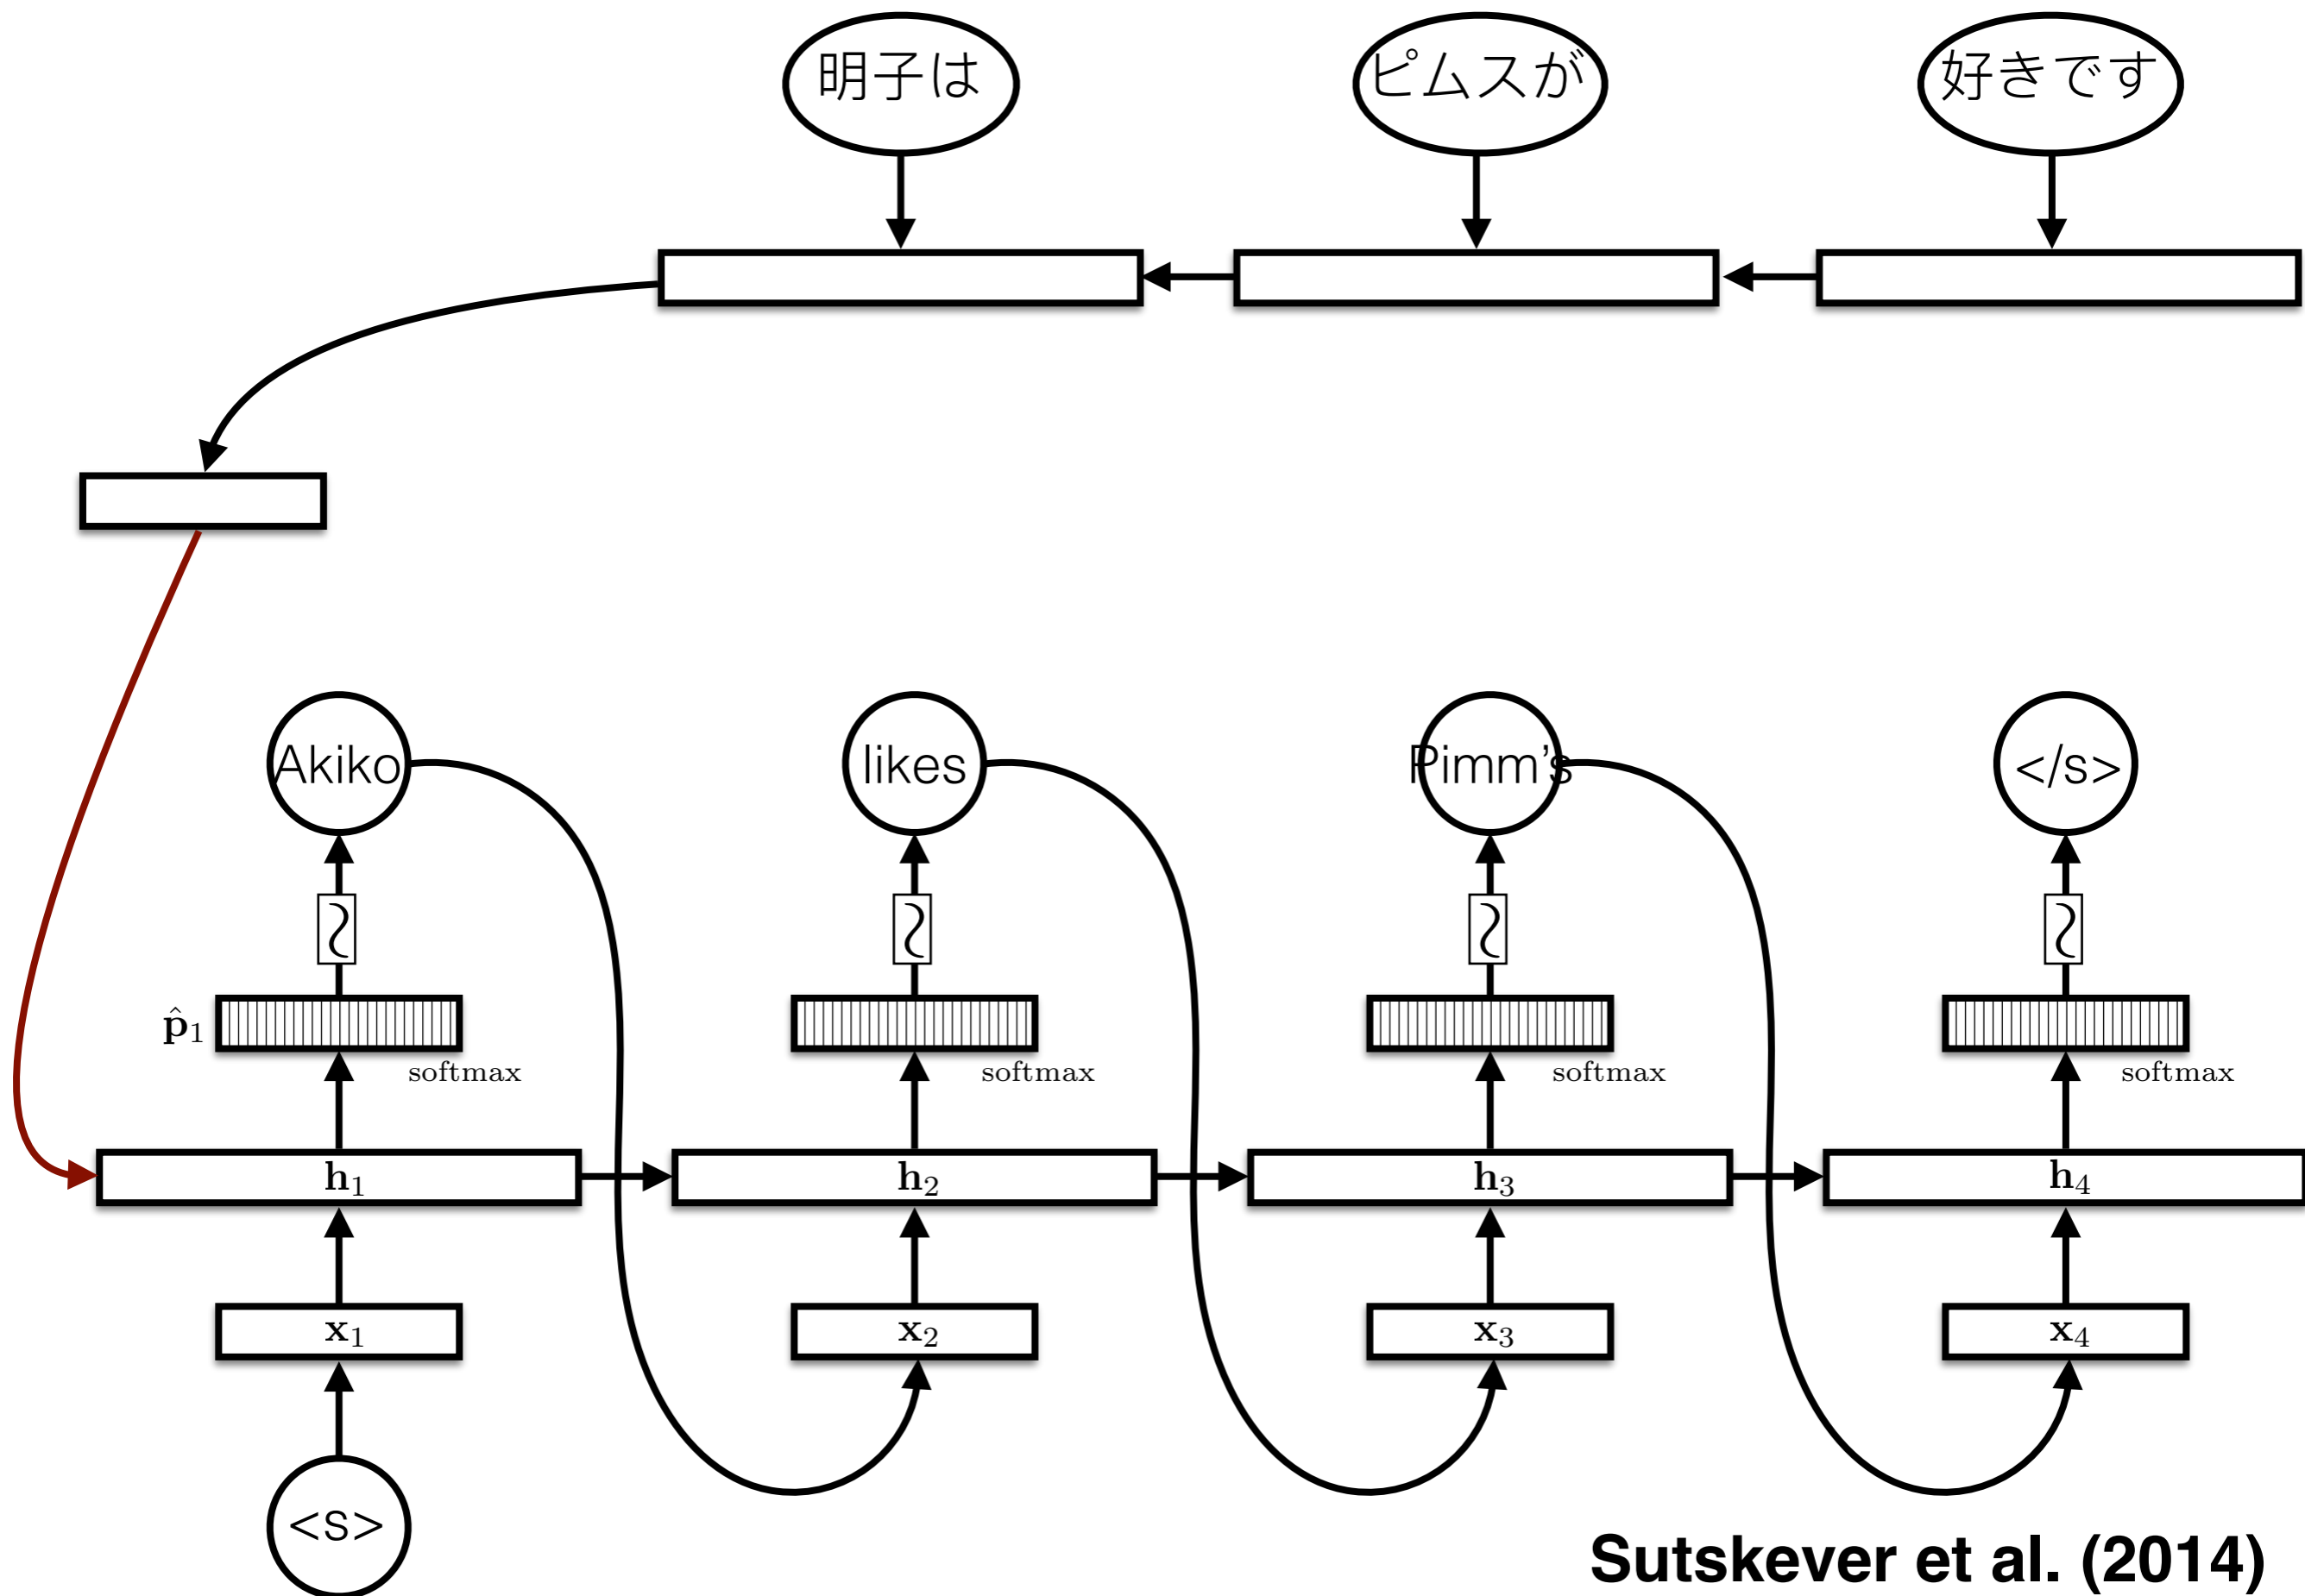 明子は ピムスが 好きです
Akiko likes Pimm's </s>
p̂₁
softmax softmax softmax softmax
h₁ h₂ h₃ h₄
x₁ x₂ x₃ x₄
<s>
Sutskever et al. (2014)